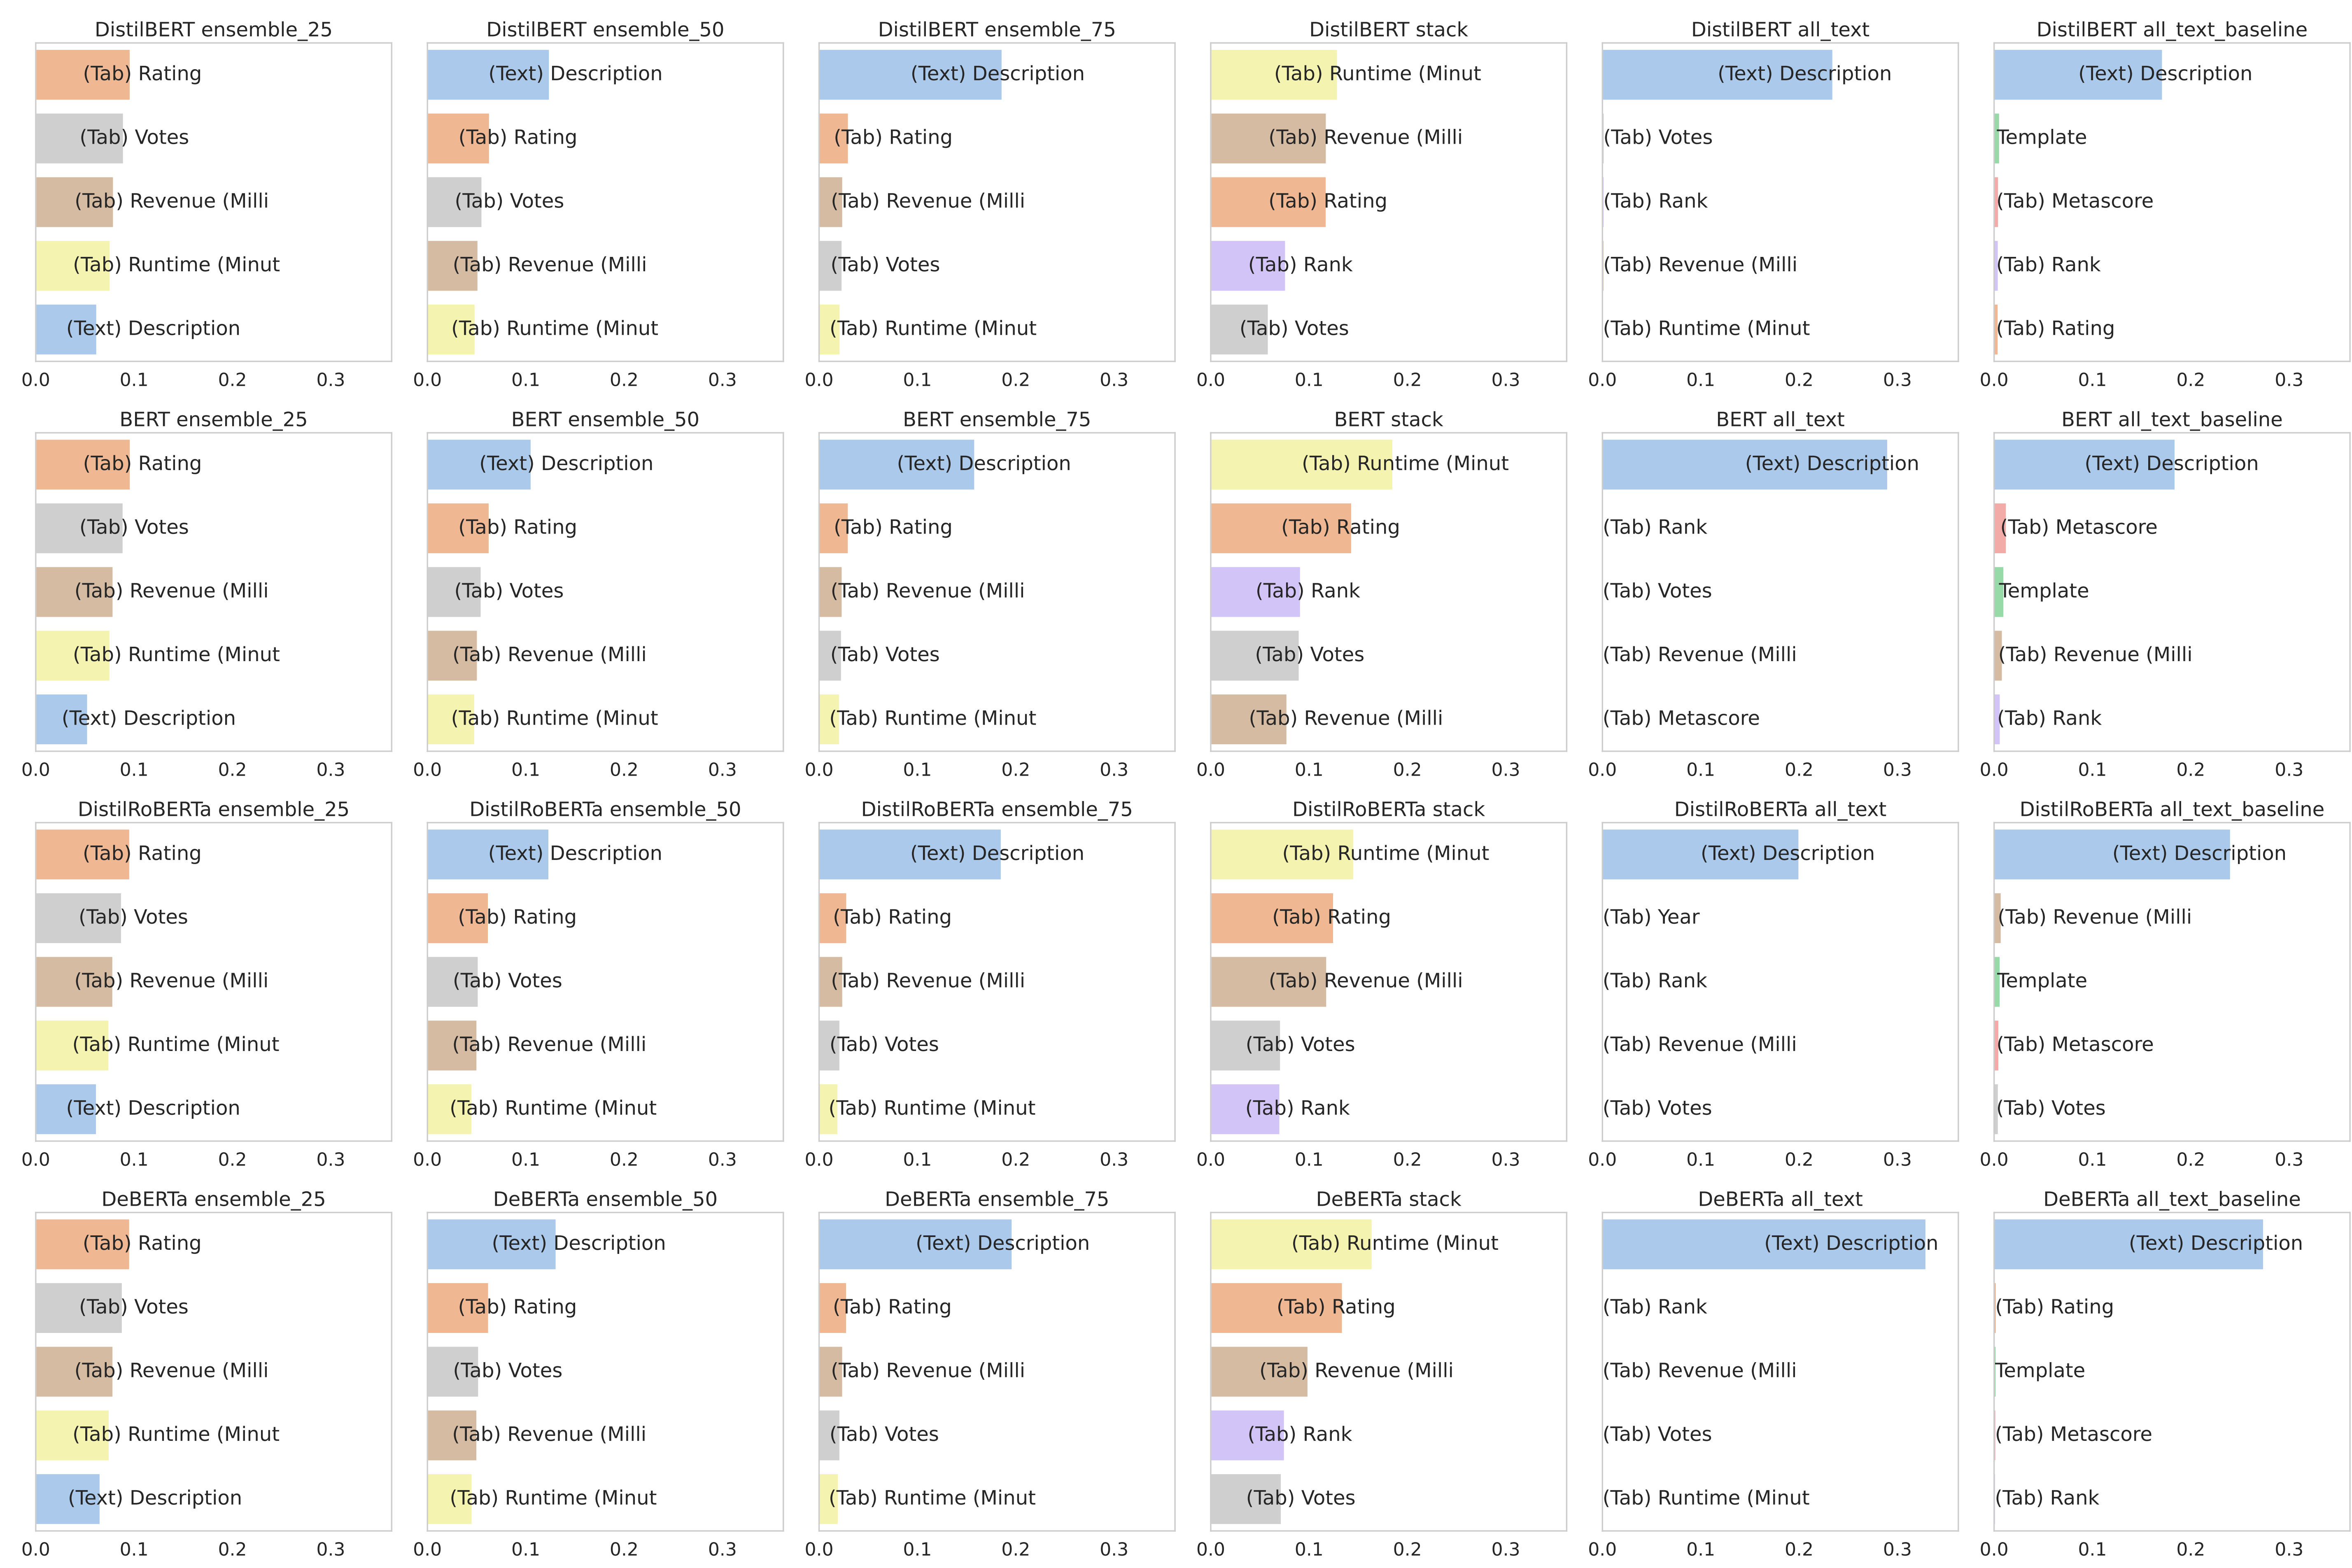 DistilBERT ensemble_25
(Tab) Rating
(Tab) Votes
(Tab) Revenue (Milli
(Tab) Runtime (Minut
(Text) Description
0.0 0.1 0.2 0.3
DistilBERT ensemble_50
(Text) Description
(Tab) Rating
(Tab) Votes
(Tab) Revenue (Milli
(Tab) Runtime (Minut
0.0 0.1 0.2 0.3
DistilBERT ensemble_75
(Text) Description
(Tab) Rating
(Tab) Revenue (Milli
(Tab) Votes
(Tab) Runtime (Minut
0.0 0.1 0.2 0.3
DistilBERT stack
(Tab) Runtime (Minut
(Tab) Revenue (Milli
(Tab) Rating
(Tab) Rank
(Tab) Votes
0.0 0.1 0.2 0.3
DistilBERT all_text
(Text) Description
(Tab) Votes
(Tab) Rank
(Tab) Revenue (Milli
(Tab) Runtime (Minut
0.0 0.1 0.2 0.3
DistilBERT all_text_baseline
(Text) Description
Template
(Tab) Metascore
(Tab) Rank
(Tab) Rating
0.0 0.1 0.2 0.3
BERT ensemble_25
(Tab) Rating
(Tab) Votes
(Tab) Revenue (Milli
(Tab) Runtime (Minut
(Text) Description
0.0 0.1 0.2 0.3
BERT ensemble_50
(Text) Description
(Tab) Rating
(Tab) Votes
(Tab) Revenue (Milli
(Tab) Runtime (Minut
0.0 0.1 0.2 0.3
BERT ensemble_75
(Text) Description
(Tab) Rating
(Tab) Revenue (Milli
(Tab) Votes
(Tab) Runtime (Minut
0.0 0.1 0.2 0.3
BERT stack
(Tab) Runtime (Minut
(Tab) Rating
(Tab) Rank
(Tab) Votes
(Tab) Revenue (Milli
0.0 0.1 0.2 0.3
BERT all_text
(Text) Description
(Tab) Rank
(Tab) Votes
(Tab) Revenue (Milli
(Tab) Metascore
0.0 0.1 0.2 0.3
BERT all_text_baseline
(Text) Description
(Tab) Metascore
Template
(Tab) Revenue (Milli
(Tab) Rank
0.0 0.1 0.2 0.3
DistilRoBERTa ensemble_25
(Tab) Rating
(Tab) Votes
(Tab) Revenue (Milli
(Tab) Runtime (Minut
(Text) Description
0.0 0.1 0.2 0.3
DistilRoBERTa ensemble_50
(Text) Description
(Tab) Rating
(Tab) Votes
(Tab) Revenue (Milli
(Tab) Runtime (Minut
0.0 0.1 0.2 0.3
DistilRoBERTa ensemble_75
(Text) Description
(Tab) Rating
(Tab) Revenue (Milli
(Tab) Votes
(Tab) Runtime (Minut
0.0 0.1 0.2 0.3
DistilRoBERTa stack
(Tab) Runtime (Minut
(Tab) Rating
(Tab) Revenue (Milli
(Tab) Votes
(Tab) Rank
0.0 0.1 0.2 0.3
DistilRoBERTa all_text
(Text) Description
(Tab) Year
(Tab) Rank
(Tab) Revenue (Milli
(Tab) Votes
0.0 0.1 0.2 0.3
DistilRoBERTa all_text_baseline
(Text) Description
(Tab) Revenue (Milli
Template
(Tab) Metascore
(Tab) Votes
0.0 0.1 0.2 0.3
DeBERTa ensemble_25
(Tab) Rating
(Tab) Votes
(Tab) Revenue (Milli
(Tab) Runtime (Minut
(Text) Description
0.0 0.1 0.2 0.3
DeBERTa ensemble_50
(Text) Description
(Tab) Rating
(Tab) Votes
(Tab) Revenue (Milli
(Tab) Runtime (Minut
0.0 0.1 0.2 0.3
DeBERTa ensemble_75
(Text) Description
(Tab) Rating
(Tab) Revenue (Milli
(Tab) Votes
(Tab) Runtime (Minut
0.0 0.1 0.2 0.3
DeBERTa stack
(Tab) Runtime (Minut
(Tab) Rating
(Tab) Revenue (Milli
(Tab) Rank
(Tab) Votes
0.0 0.1 0.2 0.3
DeBERTa all_text
(Text) Description
(Tab) Rank
(Tab) Revenue (Milli
(Tab) Votes
(Tab) Runtime (Minut
0.0 0.1 0.2 0.3
DeBERTa all_text_baseline
(Text) Description
(Tab) Rating
Template
(Tab) Metascore
(Tab) Rank
0.0 0.1 0.2 0.3